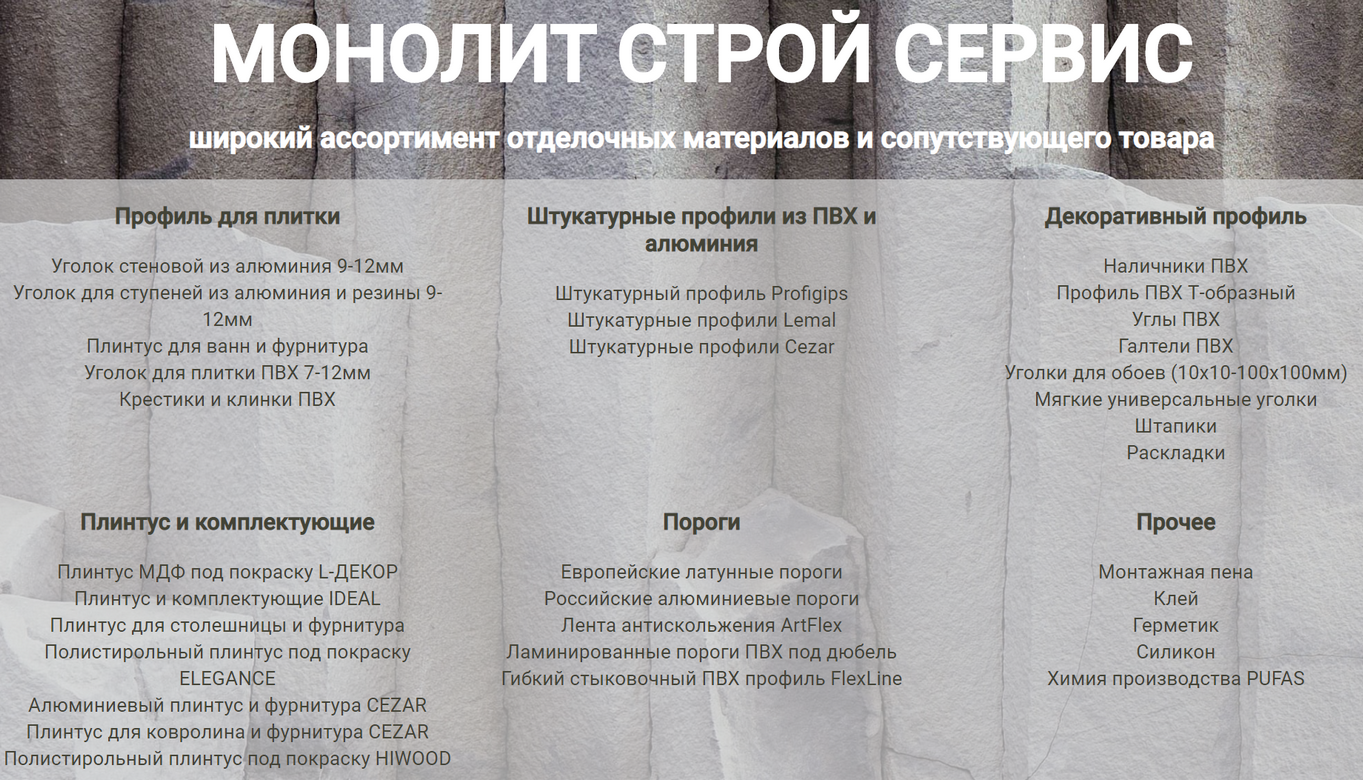 МОНОЛИТ СТРОЙ СЕРВИС
широкий ассортимент отделочных материалов и сопутствующего товара
Профиль для плитки
Уголок стеновой из алюминия 9-12мм
Уголок для ступеней из алюминия и резины 9-
12мм
Плинтус для ванн и фурнитура
Уголок для плитки ПВХ 7-12мм
Крестики и клинки ПВХ
Штукатурные профили из ПВХ и
алюминия
Штукатурный профиль Profigips
Штукатурные профили Lemal
Штукатурные профили Cezar
Декоративный профиль
Наличники ПВХ
Профиль ПВХ Т-образный
Углы ПВХ
Галтели ПВХ
Уголки для обоев (10х10-100х100мм)
Мягкие универсальные уголки
Штапики
Раскладки
Плинтус и комплектующие
Плинтус МДФ под покраску L-ДЕКОР
Плинтус и комплектующие IDEAL
Плинтус для столешницы и фурнитура
Полистирольный плинтус под покраску
ELEGANCE
Алюминиевый плинтус и фурнитура CEZAR
Плинтус для ковролина и фурнитура CEZAR
Полистирольный плинтус под покраску HIWOOD
Пороги
Европейские латунные пороги
Российские алюминиевые пороги
Лента антискольжения ArtFlex
Ламинированные пороги ПВХ под дюбель
Гибкий стыковочный ПВХ профиль FlexLine
Прочее
Монтажная пена
Клей
Герметик
Силикон
Химия производства PUFAS